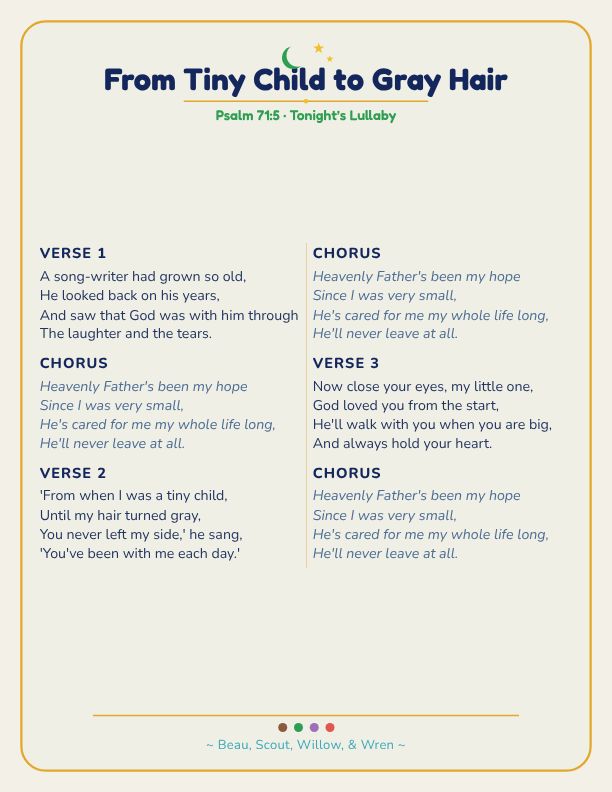 From Tiny Child to Gray Hair
Psalm 71:5 · Tonight's Lullaby
VERSE 1
A song-writer had grown so old,
He looked back on his years,
And saw that God was with him through
The laughter and the tears.
CHORUS
Heavenly Father's been my hope
Since I was very small,
He's cared for me my whole life long,
He'll never leave at all.
VERSE 2
'From when I was a tiny child,
Until my hair turned gray,
You never left my side,' he sang,
'You've been with me each day.'
CHORUS
Heavenly Father's been my hope
Since I was very small,
He's cared for me my whole life long,
He'll never leave at all.
VERSE 3
Now close your eyes, my little one,
God loved you from the start,
He'll walk with you when you are big,
And always hold your heart.
CHORUS
Heavenly Father's been my hope
Since I was very small,
He's cared for me my whole life long,
He'll never leave at all.
~ Beau, Scout, Willow, & Wren ~